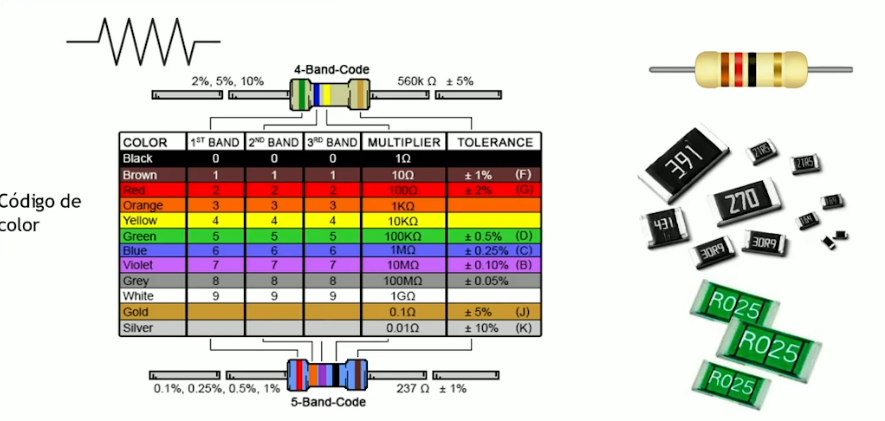 4-Band-Code
2%, 5%, 10%
560k Ω ± 5%
COLOR 1ST BAND 2ND BAND 3RD BAND MULTIPLIER TOLERANCE
Black 0 0 0 1Ω
Brown 1 1 1 10Ω ± 1% (F)
Red 2 2 2 100Ω ± 2% (G)
Orange 3 3 3 1KΩ
Yellow 4 4 4 10KΩ
Green 5 5 5 100KΩ ± 0.5% (D)
Blue 6 6 6 1MΩ ± 0.25% (C)
Violet 7 7 7 10MΩ ± 0.10% (B)
Grey 8 8 8 100MΩ ± 0.05%
White 9 9 9 1GΩ
Gold 0.1Ω ± 5% (J)
Silver 0.01Ω ± 10% (K)
0.1%, 0.25%, 0.5%, 1%
237 Ω ± 1%
5-Band-Code
Código de
color
391
270
431
30R9
30R9
R025
R025
R025